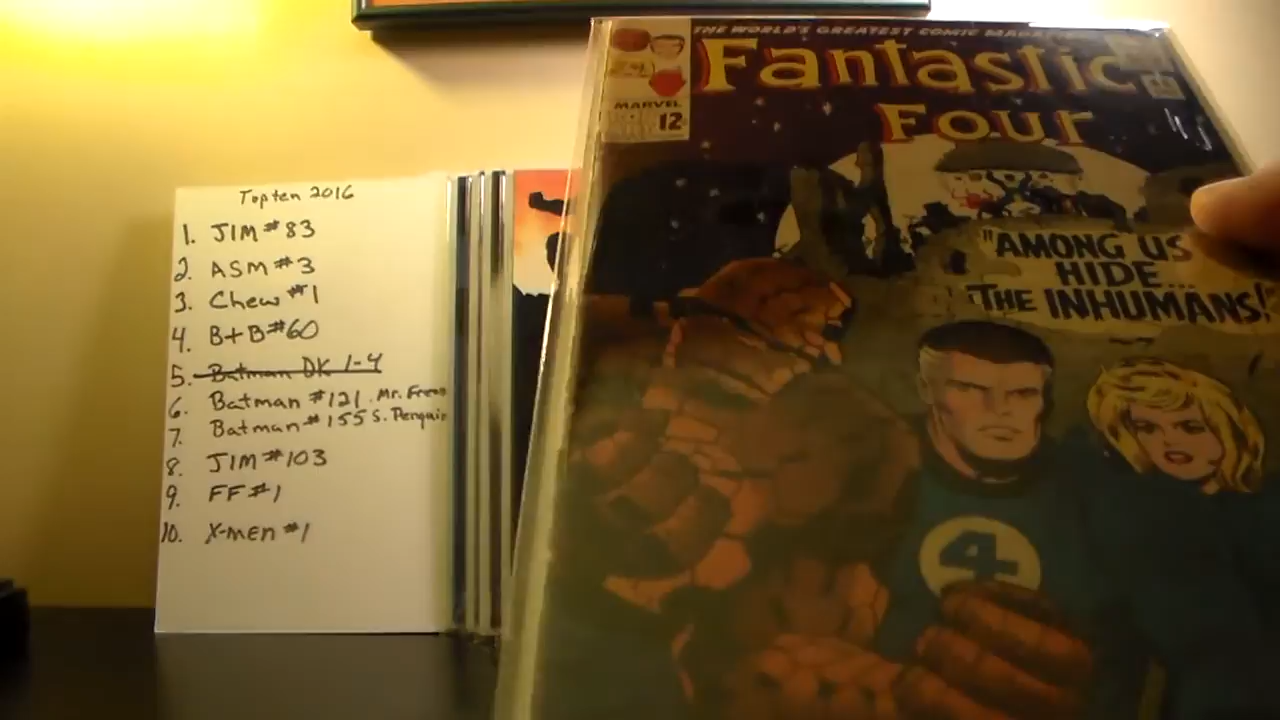 Top ten 2016
1. JIM #83
2. ASM #3
3. Chew #1
4. B+B #60
5. Batman DK 1-4
6. Batman #121 . Mr. Freez
7. Batman #155 S. Penguin
8. JIM #103
9. FF #1
10. X-men #1
THE WORLD'S GREATEST COMIC
Fantastic
Four
MARVEL
12
"AMONG US
HIDE...
THE INHUMANS!"
4